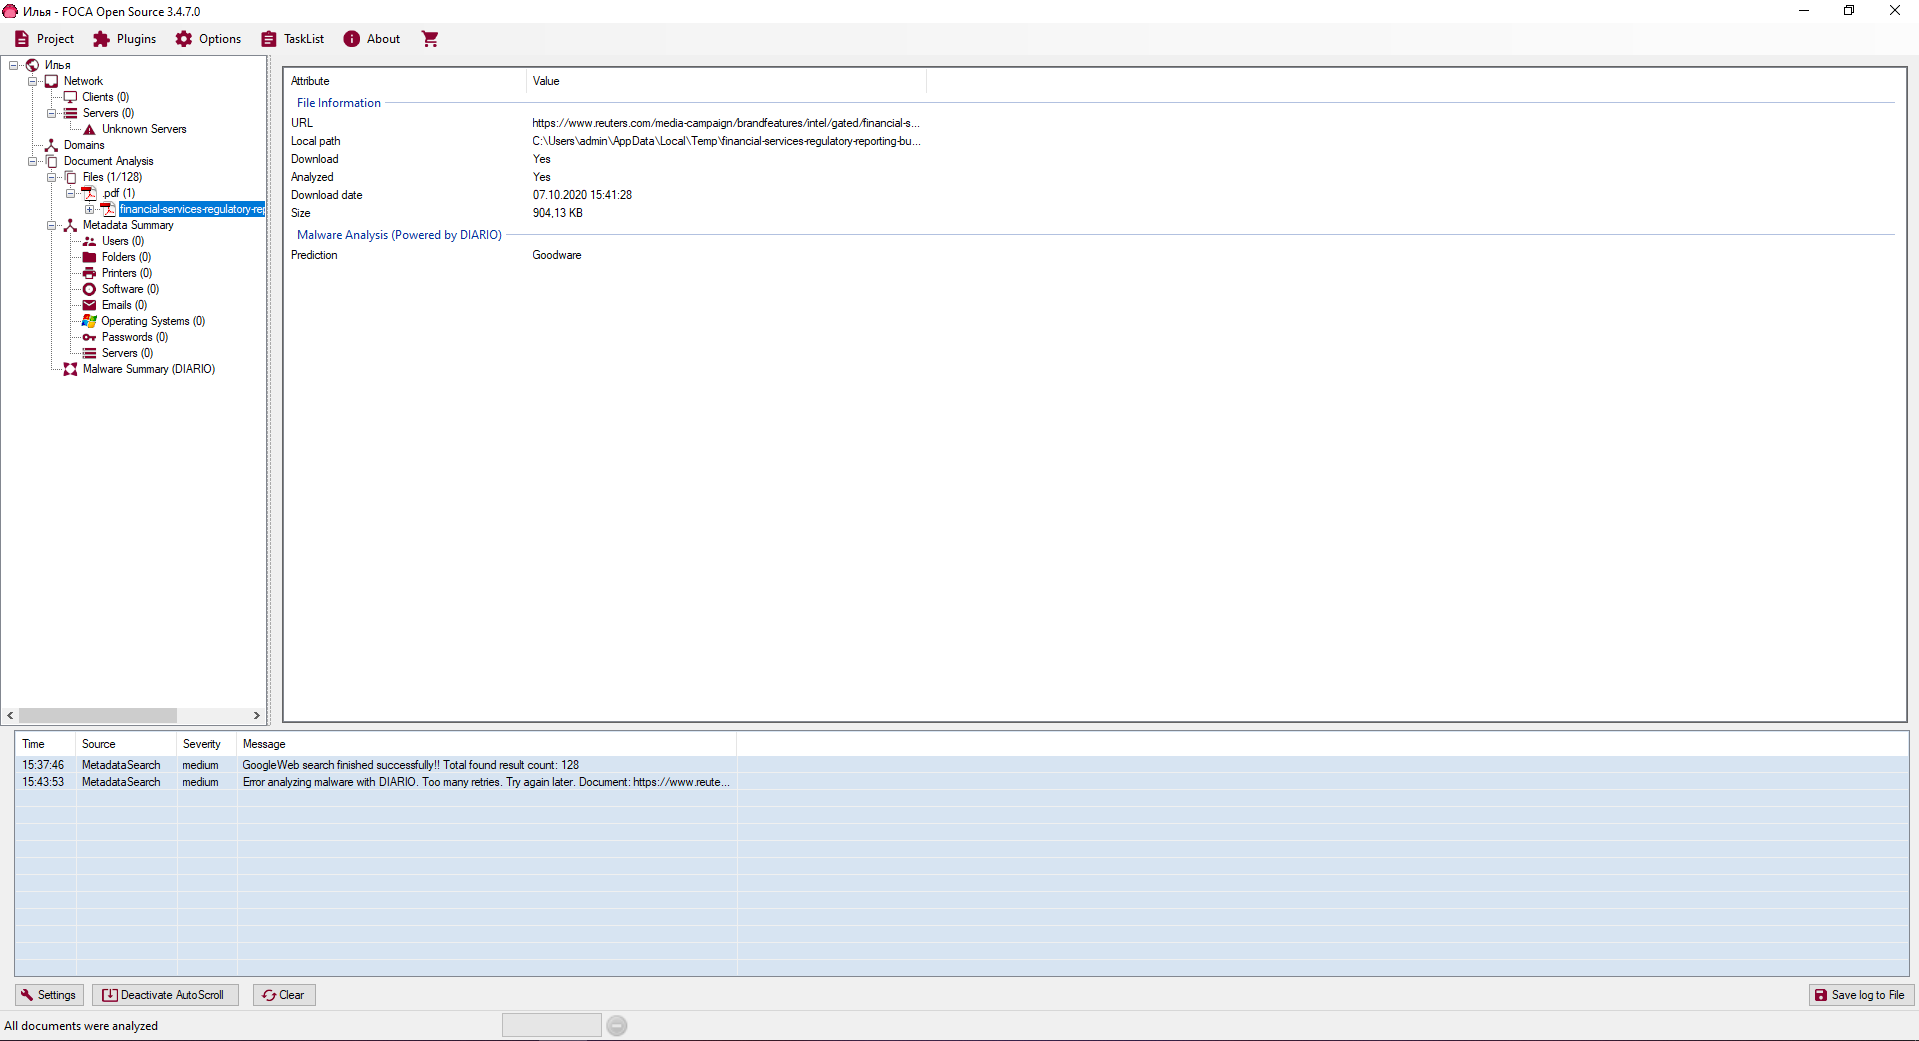 Илья - FOCA Open Source 3.4.7.0
Project Plugins Options TaskList About
Илья
Network
Clients (0)
Servers (0)
Unknown Servers
Domains
Document Analysis
Files (1/128)
.pdf (1)
financial-services-regulatory-rep
Metadata Summary
Users (0)
Folders (0)
Printers (0)
Software (0)
Emails (0)
Operating Systems (0)
Passwords (0)
Servers (0)
Malware Summary (DIARIO)
Attribute Value
File Information
URL https://www.reuters.com/media-campaign/brandfeatures/intel/gated/financial-s...
Local path C:\Users\admin\AppData\Local\Temp\financial-services-regulatory-reporting-bu...
Download Yes
Analyzed Yes
Download date 07.10.2020 15:41:28
Size 904,13 KB
Malware Analysis (Powered by DIARIO)
Prediction Goodware
Time Source Severity Message
15:37:46 MetadataSearch medium GoogleWeb search finished successfully!! Total found result count: 128
15:43:53 MetadataSearch medium Error analyzing malware with DIARIO. Too many retries. Try again later. Document: https://www.reute...
Settings Deactivate AutoScroll Clear Save log to File
All documents were analyzed